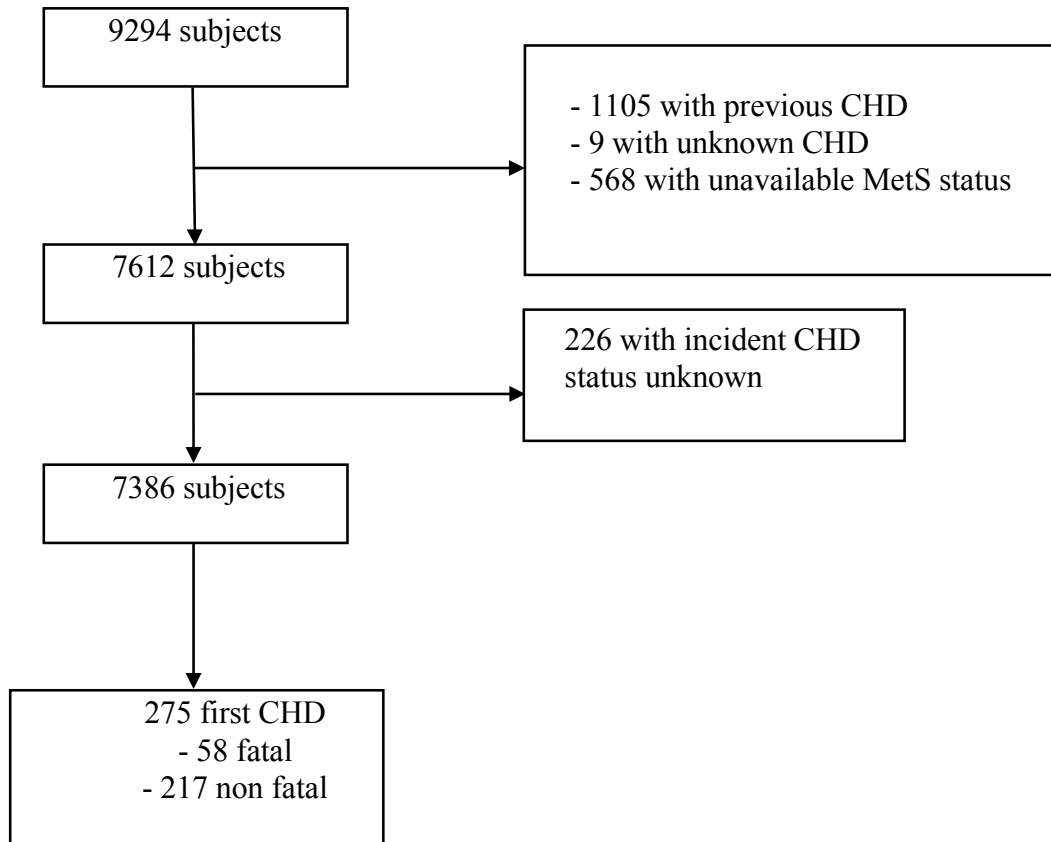 9294 subjects
- 1105 with previous CHD
- 9 with unknown CHD
- 568 with unavailable MetS status
7612 subjects
226 with incident CHD
status unknown
7386 subjects
275 first CHD
- 58 fatal
- 217 non fatal